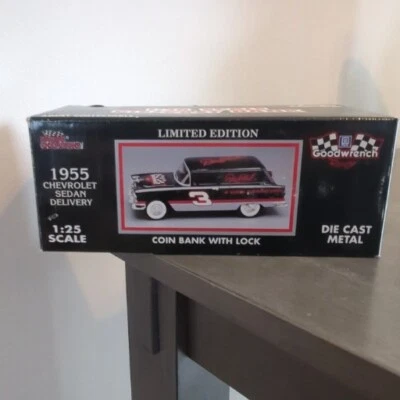 LIMITED EDITION
1955
CHEVROLET
SEDAN
DELIVERY
1:25
SCALE
3
COIN BANK WITH LOCK
Goodwrench
DIE CAST
METAL